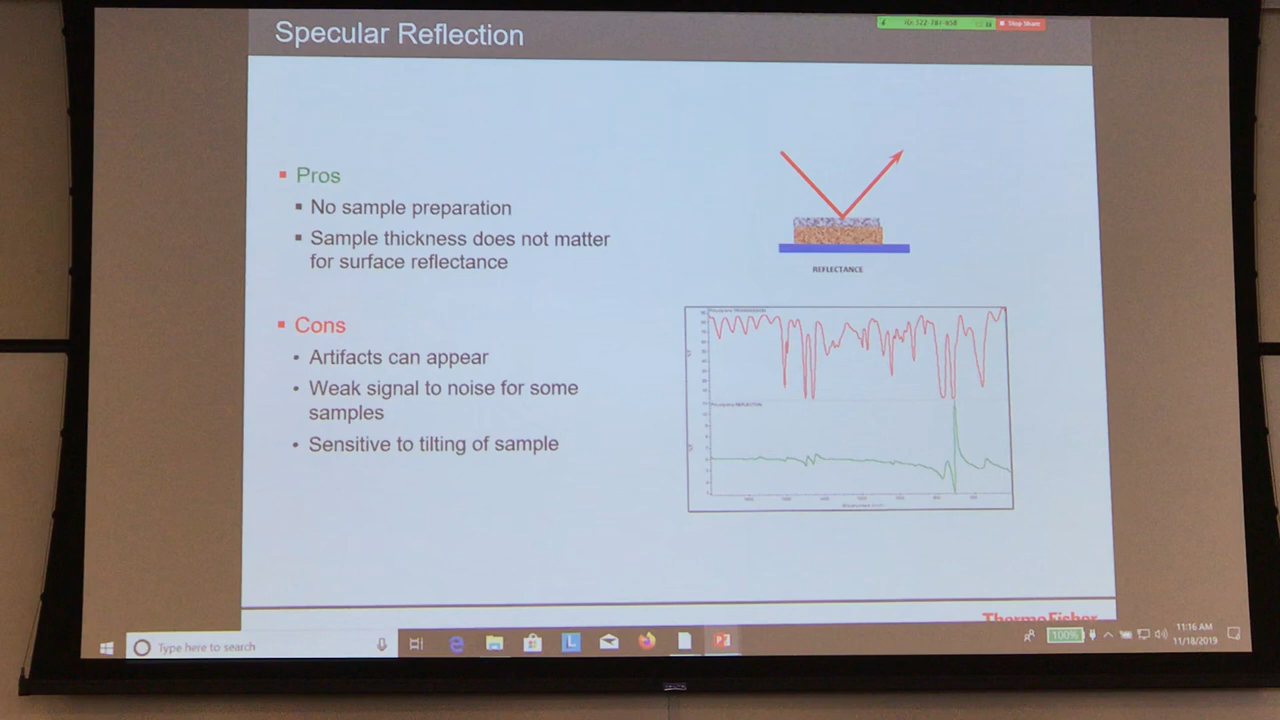 Specular Reflection
Stop Share
Pros
No sample preparation
Sample thickness does not matter
for surface reflectance
REFLECTANCE
Cons
Artifacts can appear
Weak signal to noise for some
samples
Sensitive to tilting of sample
ThermoFisher
Type here to search
100%
11:16 AM
11/18/2019